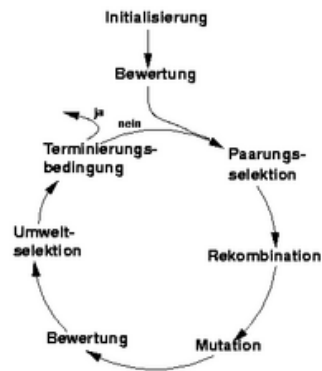 Initialisierung
Bewertung
ja
nein
Terminierungs-
bedingung
Paarungs-
selektion
Umwelt-
selektion
Rekombination
Bewertung
Mutation